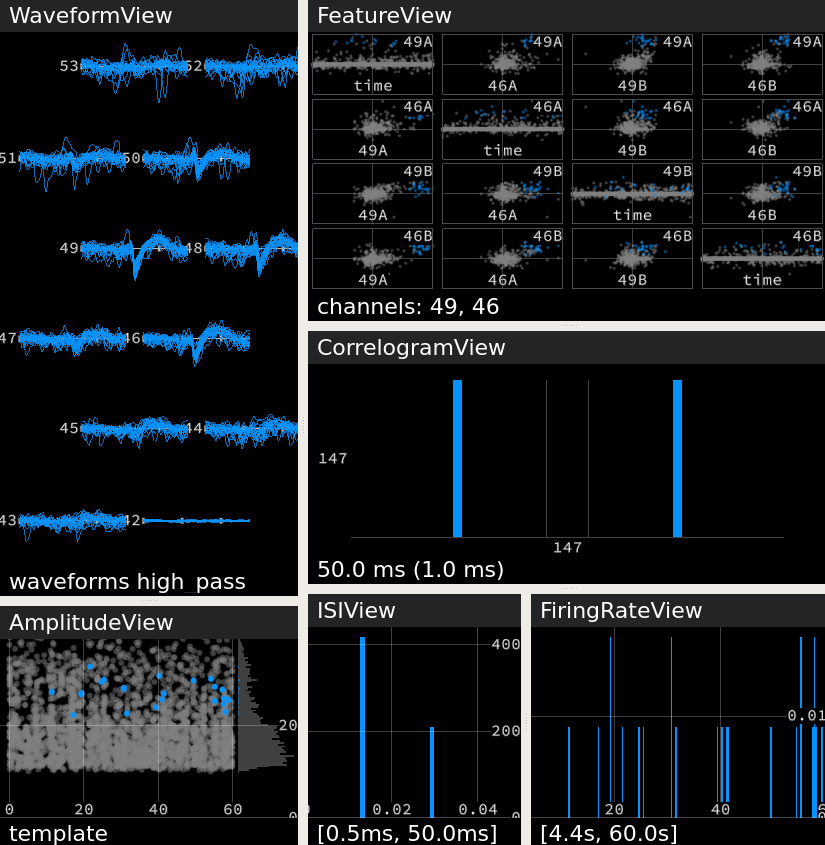 WaveformView
53 52
51 50
49 48
47 46
45 44
43 42
waveforms high_pass
FeatureView
49A 49A 49A 49A
time 46A 49B 46B
46A 46A 46A 46A
49A time 49B 46B
49B 49B 49B 49B
49A 46A time 46B
46B 46B 46B 46B
49A 46A 49B time
channels: 49, 46
CorrelogramView
147
147
50.0 ms (1.0 ms)
AmplitudeView
20
0 20 40 60
template
ISIView
400
200
0.02 0.04
[0.5ms, 50.0ms]
FiringRateView
0.01
20 40
[4.4s, 60.0s]